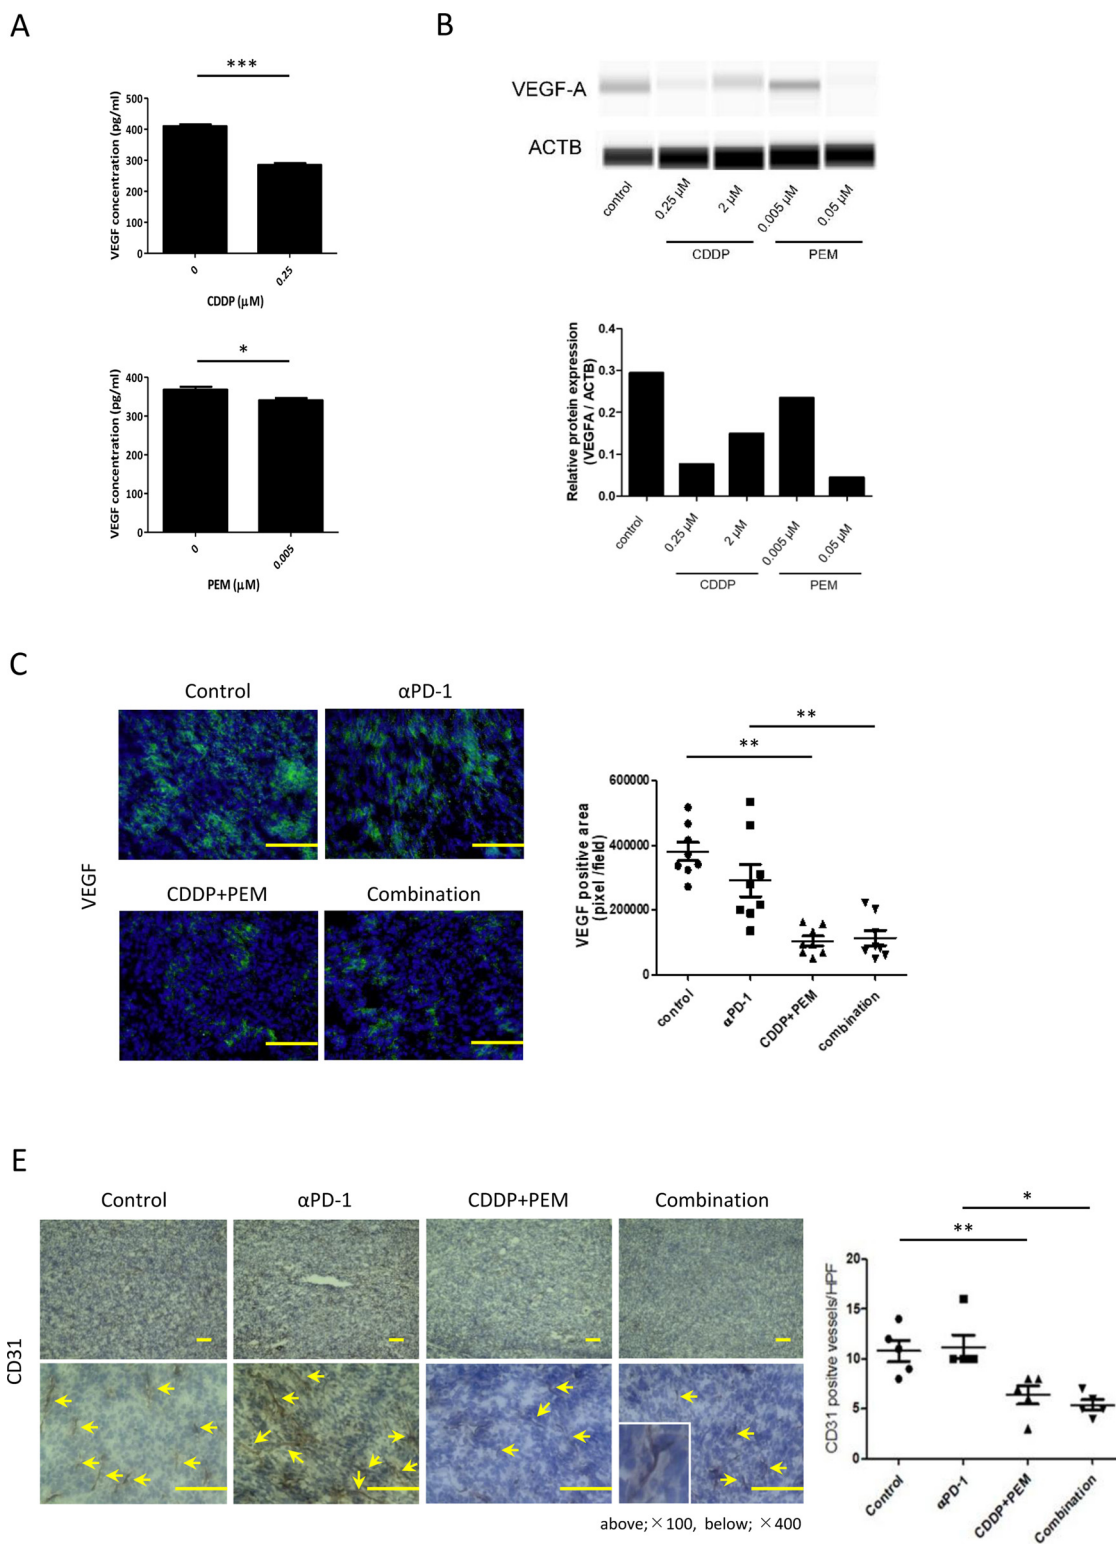 A
***
VEGF concentration (pg/ml)
500
400
300
200
100
0
0
0.25
CDDP (μM)
*
VEGF concentration (pg/ml)
400
300
200
100
0
0
0.005
PEM (μM)
B
VEGF-A
ACTB
control
0.25 μM
2 μM
0.005 μM
0.05 μM
CDDP
PEM
Relative protein expression
(VEGFA / ACTB)
0.4
0.3
0.2
0.1
0.0
control
0.25 μM
2 μM
0.005 μM
0.05 μM
CDDP
PEM
C
Control
αPD-1
CDDP+PEM
Combination
VEGF
**
**
VEGF positive area
(pixel /field)
600000
400000
200000
0
control
αPD-1
CDDP+PEM
combination
E
Control
αPD-1
CDDP+PEM
Combination
CD31
above; ×100, below; ×400
*
**
CD31 positve vessels/HPF
20
15
10
5
0
Control
αPD-1
CDDP+PEM
Combination